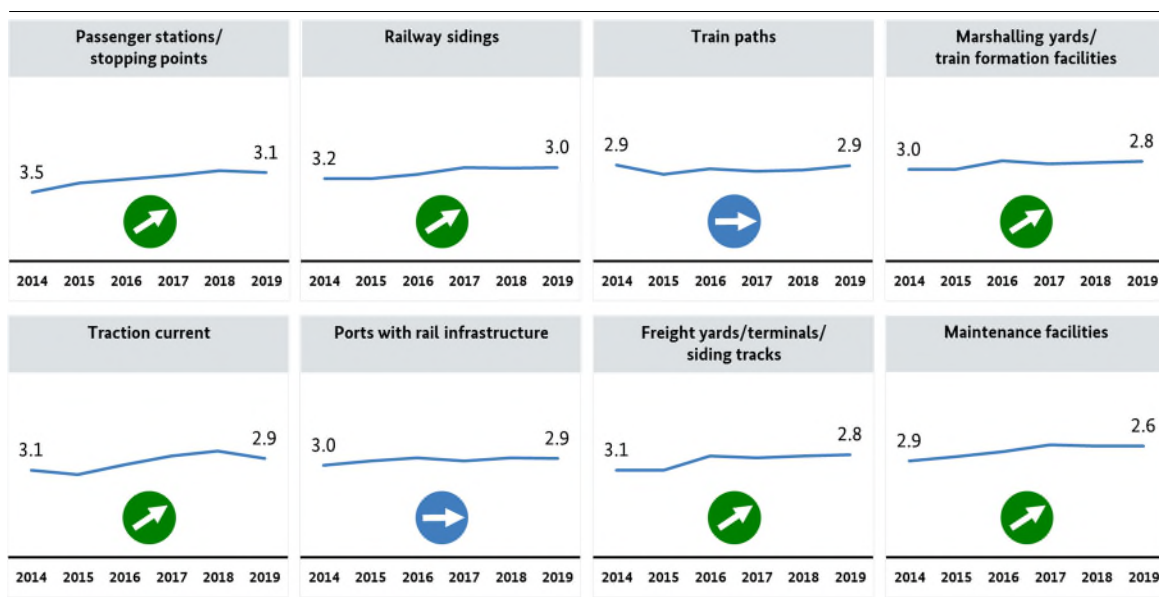 Passenger stations/
stopping points
3.5
3.1
2014 2015 2016 2017 2018 2019
Railway sidings
3.2
3.0
2014 2015 2016 2017 2018 2019
Train paths
2.9
2.9
2014 2015 2016 2017 2018 2019
Marshalling yards/
train formation facilities
3.0
2.8
2014 2015 2016 2017 2018 2019
Traction current
3.1
2.9
2014 2015 2016 2017 2018 2019
Ports with rail infrastructure
3.0
2.9
2014 2015 2016 2017 2018 2019
Freight yards/terminals/
siding tracks
3.1
2.8
2014 2015 2016 2017 2018 2019
Maintenance facilities
2.9
2.6
2014 2015 2016 2017 2018 2019